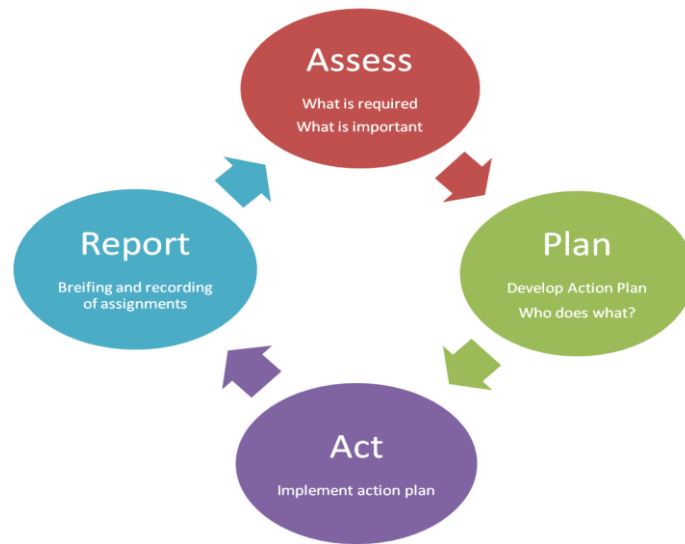 Assess
What is required
What is important
Plan
Develop Action Plan
Who does what?
Act
Implement action plan
Report
Breifing and recording
of assignments